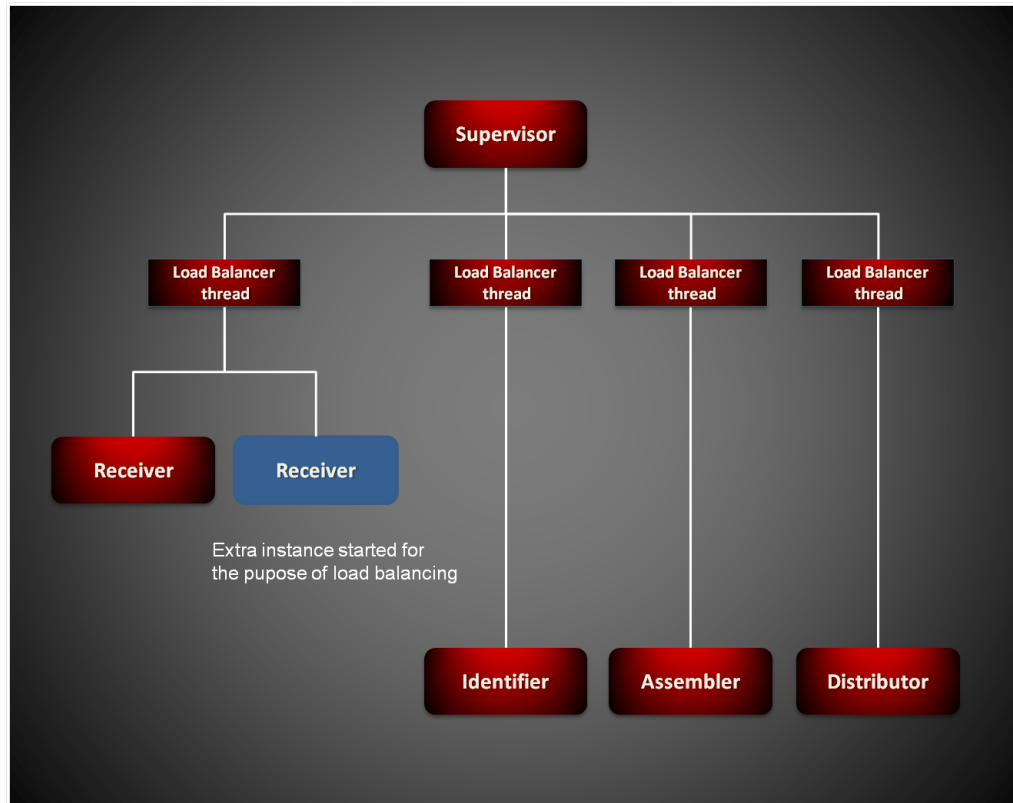 Supervisor
Load Balancer
thread
Load Balancer
thread
Load Balancer
thread
Load Balancer
thread
Receiver
Receiver
Extra instance started for
the pupose of load balancing
Identifier
Assembler
Distributor